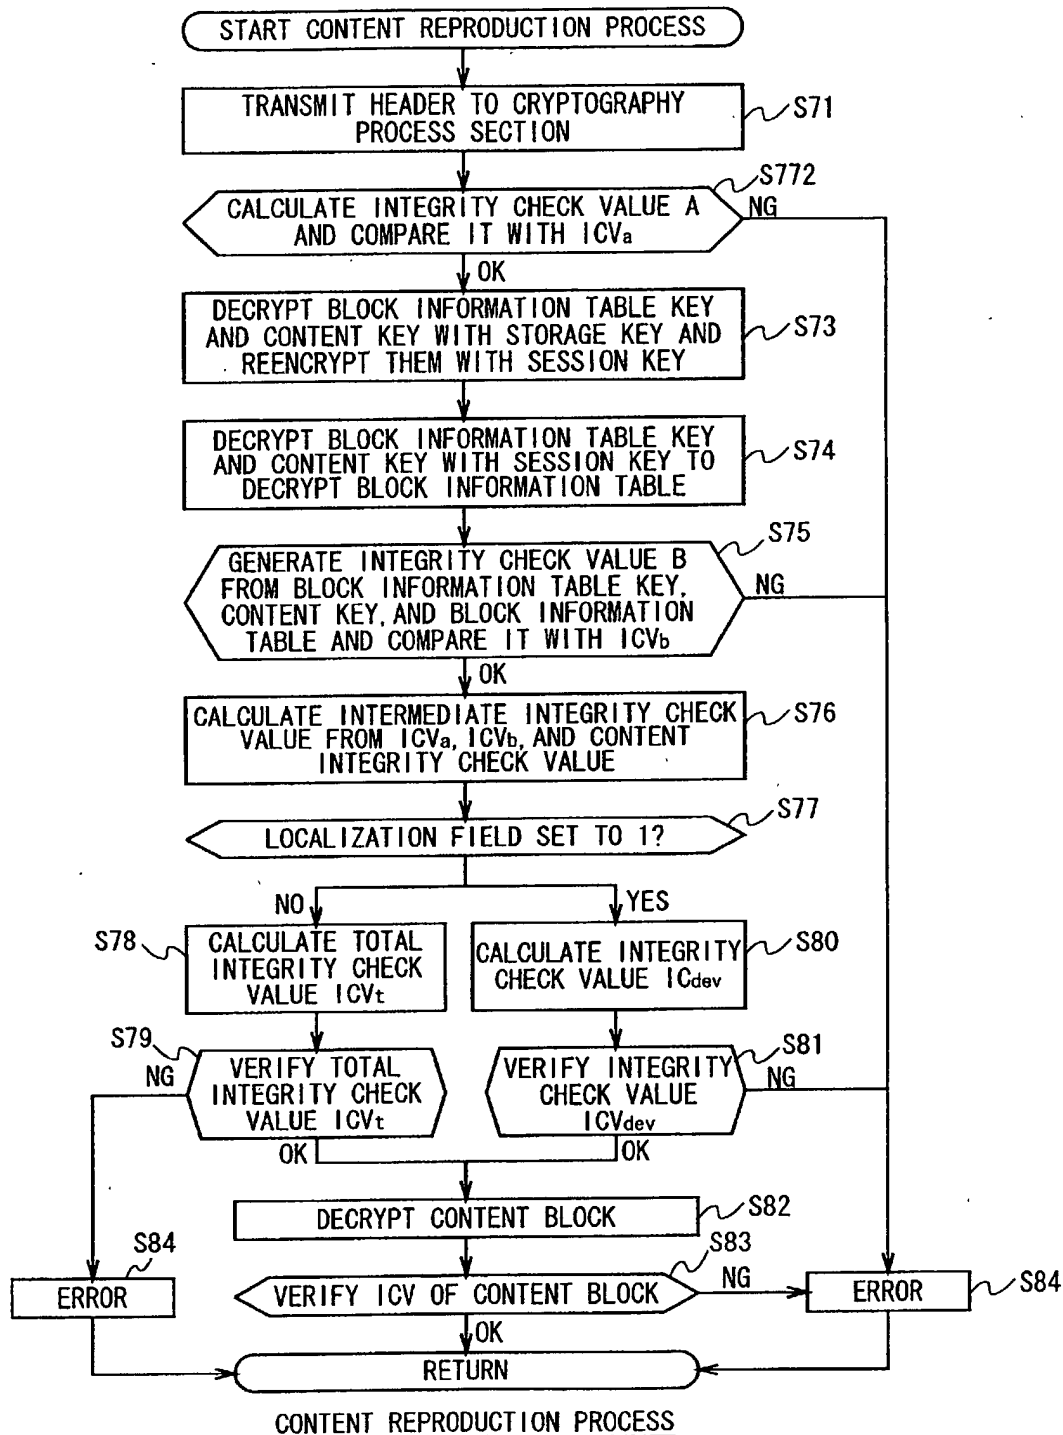 START CONTENT REPRODUCTION PROCESS
TRANSMIT HEADER TO CRYPTOGRAPHY
PROCESS SECTION
S71
S772
CALCULATE INTEGRITY CHECK VALUE A
AND COMPARE IT WITH ICVa
NG
OK
DECRYPT BLOCK INFORMATION TABLE KEY
AND CONTENT KEY WITH STORAGE KEY AND
REENCRYPT THEM WITH SESSION KEY
S73
DECRYPT BLOCK INFORMATION TABLE KEY
AND CONTENT KEY WITH SESSION KEY TO
DECRYPT BLOCK INFORMATION TABLE
S74
S75
GENERATE INTEGRITY CHECK VALUE B
FROM BLOCK INFORMATION TABLE KEY,
CONTENT KEY, AND BLOCK INFORMATION
TABLE AND COMPARE IT WITH ICVb
NG
OK
CALCULATE INTERMEDIATE INTEGRITY CHECK
VALUE FROM ICVa, ICVb, AND CONTENT
INTEGRITY CHECK VALUE
S76
S77
LOCALIZATION FIELD SET TO 1?
NO
YES
S78
CALCULATE TOTAL
INTEGRITY CHECK
VALUE ICVt
CALCULATE INTEGRITY
CHECK VALUE ICdev
S80
S79
NG
VERIFY TOTAL
INTEGRITY CHECK
VALUE ICVt
OK
VERIFY INTEGRITY
CHECK VALUE
ICVdev
S81
NG
OK
DECRYPT CONTENT BLOCK
S82
S83
VERIFY ICV OF CONTENT BLOCK
NG
OK
S84
ERROR
ERROR
S84
RETURN
CONTENT REPRODUCTION PROCESS